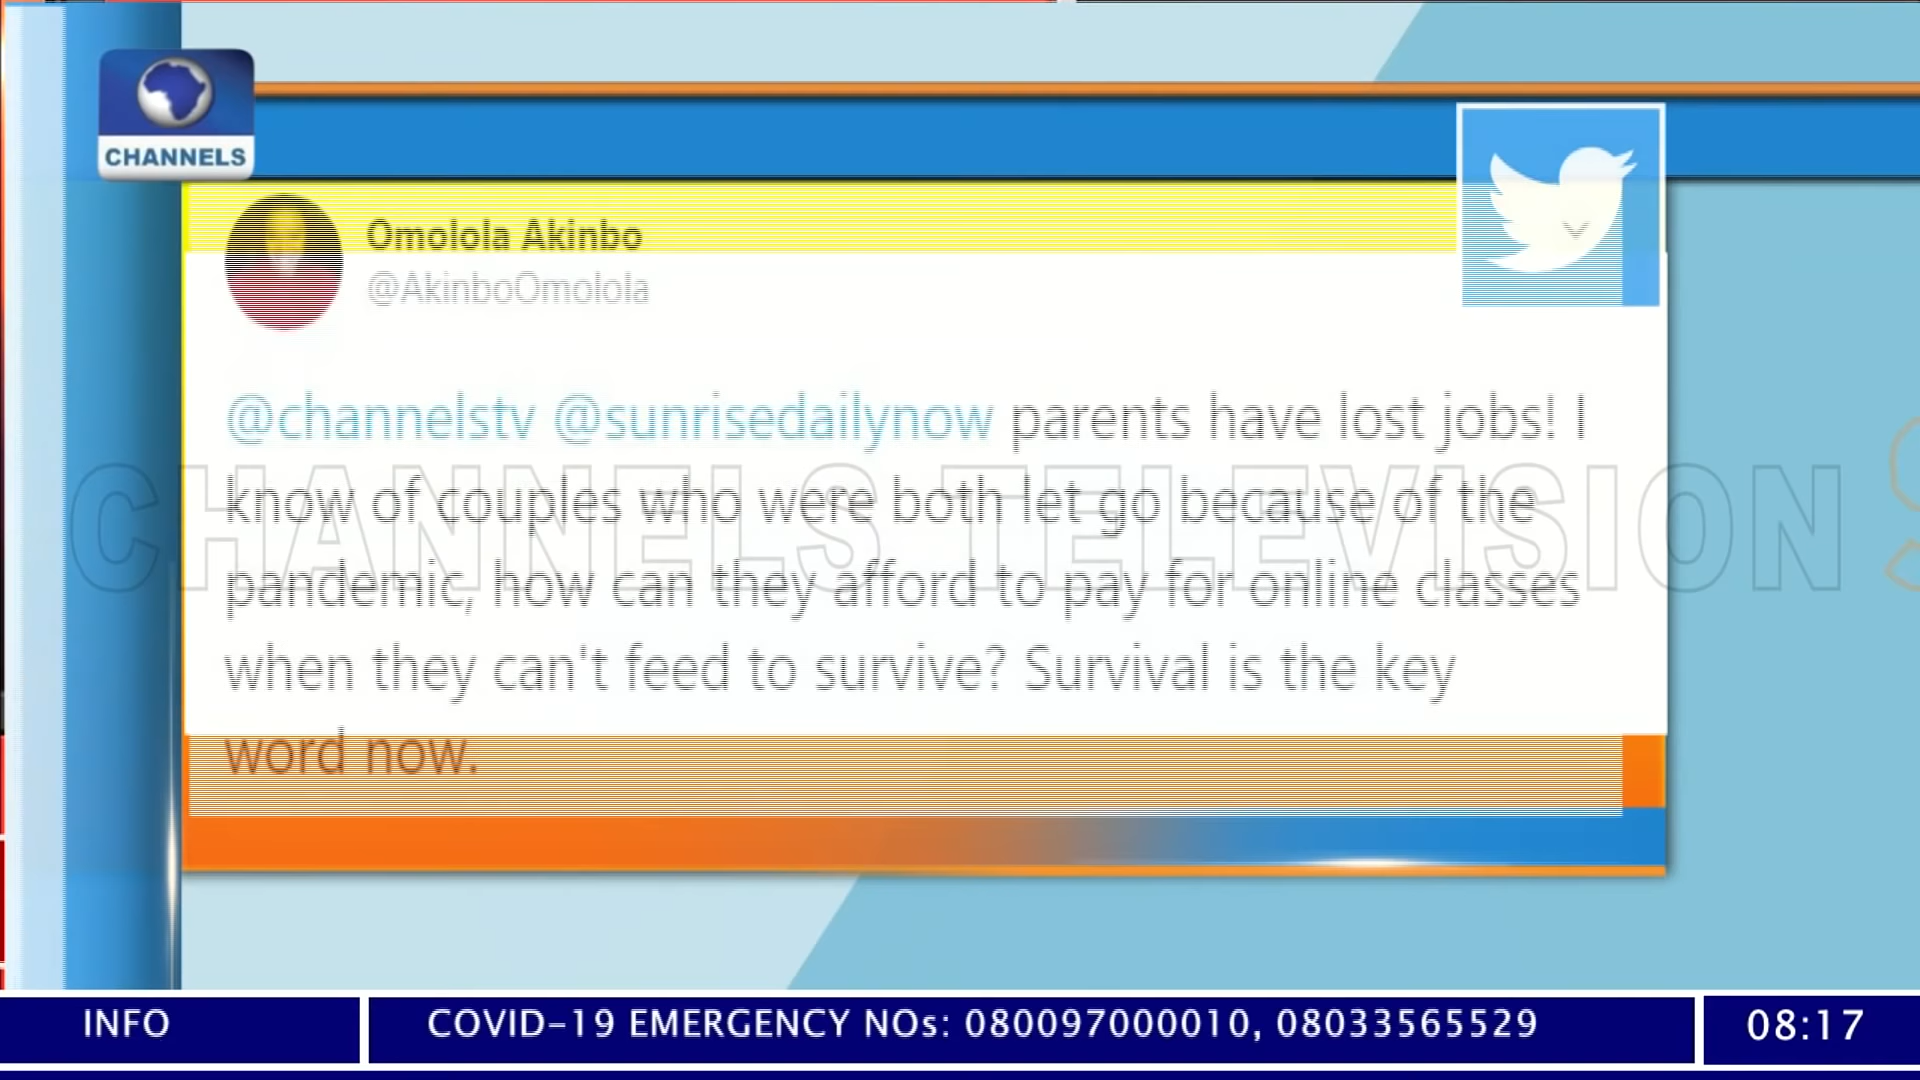 CHANNELS
Omolola Akinbo
@AkinboOmolola
@channelstv @sunrisedailynow parents have lost jobs! I
know of couples who were both let go because of the
pandemic, how can they afford to pay for online classes
when they can't feed to survive? Survival is the key
word now.
CHANNELS TELEVISION
INFO
COVID-19 EMERGENCY NOs: 080097000010, 08033565529
08:17